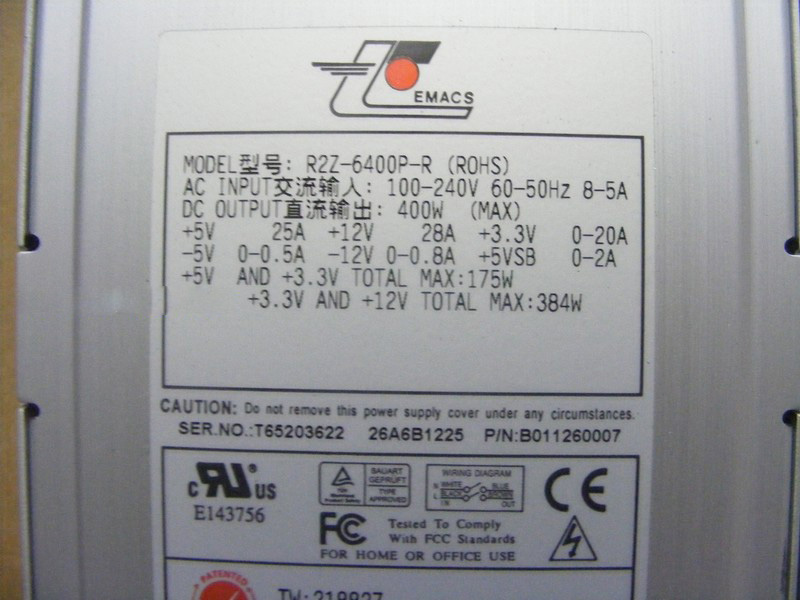 EMACS
MODEL型号: R2Z-6400P-R (ROHS)
AC INPUT交流输入: 100-240V 60-50Hz 8-5A
DC OUTPUT直流输出: 400W (MAX)
+5V 25A +12V 28A +3.3V 0-20A
-5V 0-0.5A -12V 0-0.8A +5VSB 0-2A
+5V AND +3.3V TOTAL MAX:175W
+3.3V AND +12V TOTAL MAX:384W
CAUTION: Do not remove this power supply cover under any circumstances.
SER.NO.:T65203622 26A6B1225 P/N:B011260007
c RU ® US
E143756
BAUART
GEPRÜFT
TYPE
APPROVED
WIRING DIAGRAM
N WHITE BLUE
L BLACK BROWN
IN OUT
CE
FC
Tested To Comply
With FCC Standards
FOR HOME OR OFFICE USE
PATENTED
TW:218827